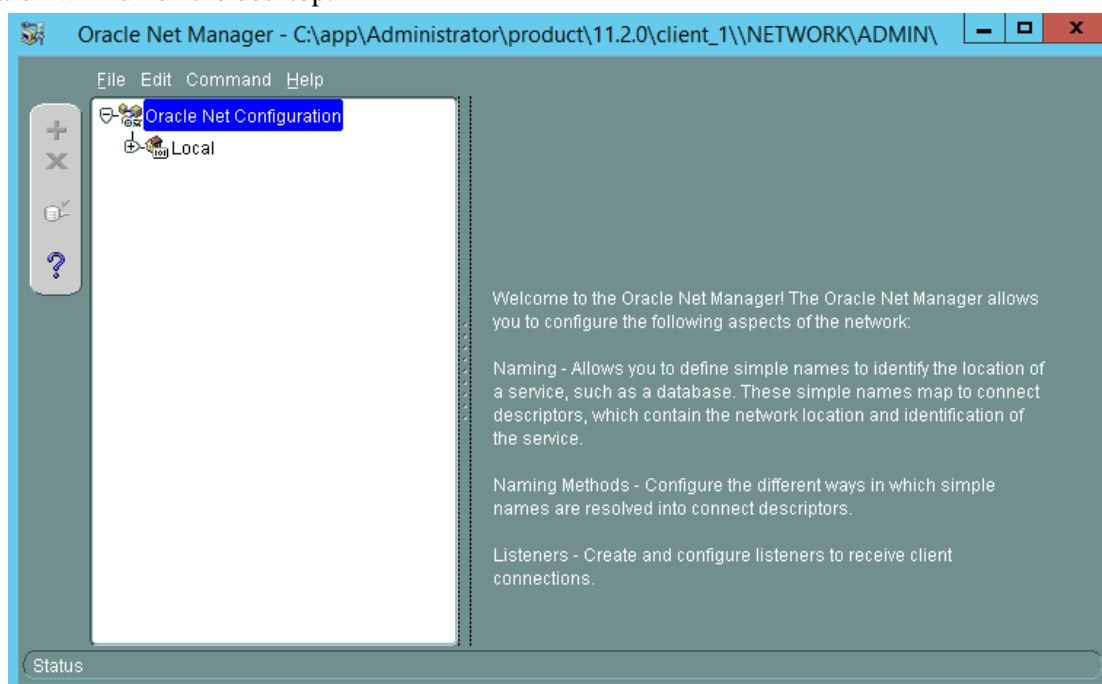 Oracle Net Manager - C:\app\Administrator\product\11.2.0\client_1\\NETWORK\ADMIN\
File Edit Command Help
Oracle Net Configuration
Local
Welcome to the Oracle Net Manager! The Oracle Net Manager allows
you to configure the following aspects of the network:
Naming - Allows you to define simple names to identify the location of
a service, such as a database. These simple names map to connect
descriptors, which contain the network location and identification of
the service.
Naming Methods - Configure the different ways in which simple
names are resolved into connect descriptors.
Listeners - Create and configure listeners to receive client
connections.
Status